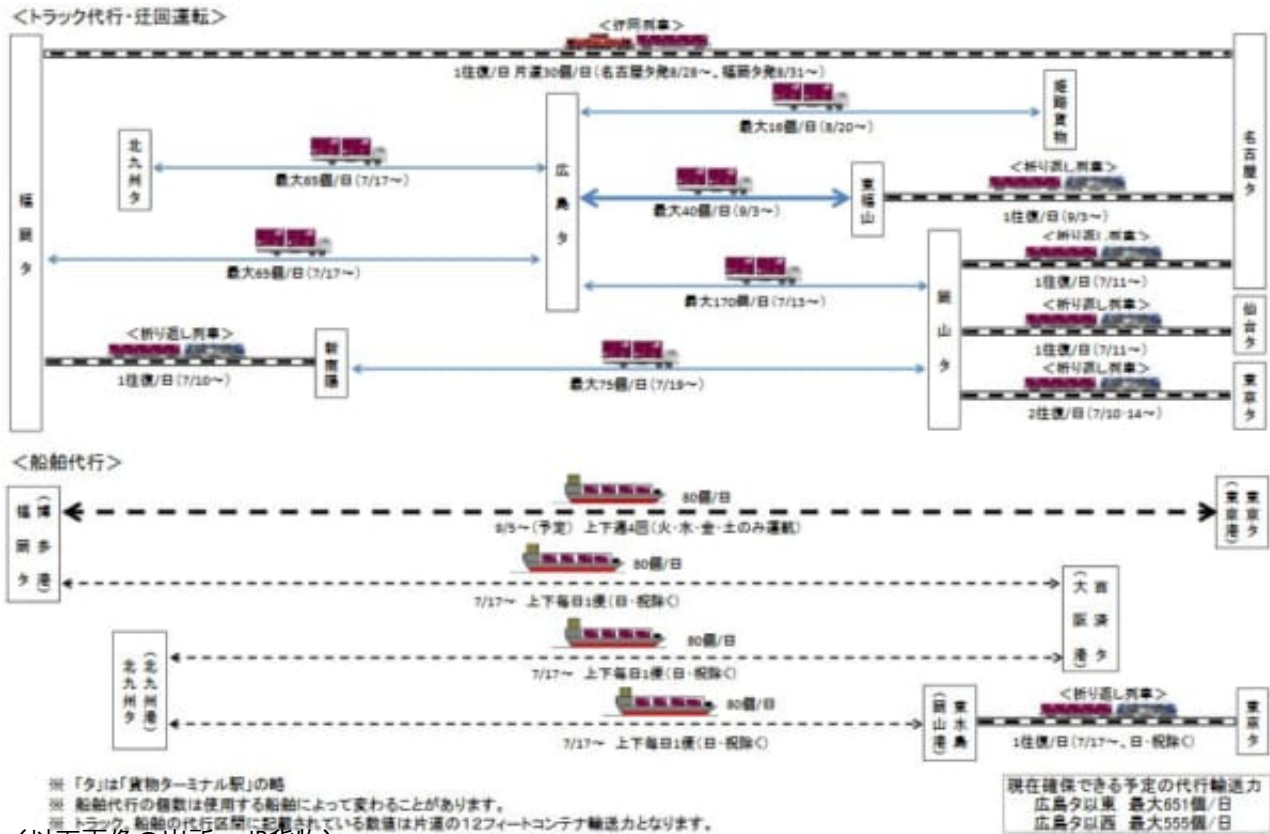 <トラック代行・迂回運転>
<迂回列車>
1往復/日 片道30個/日(名古屋タ発8/28~、福岡タ発8/31~)
福岡タ
北九州タ
広島タ
姫路貨物
名古屋タ
最大16個/日(8/20~)
最大65個/日(7/17~)
<折り返し列車>
最大40個/日(9/3~)
東福山
1往復/日(9/3~)
<折り返し列車>
最大65個/日(7/17~)
1往復/日(7/11~)
最大170個/日(7/13~)
岡山タ
<折り返し列車>
仙台タ
<折り返し列車>
新南陽
1往復/日(7/11~)
1往復/日(7/10~)
最大75個/日(7/19~)
<折り返し列車>
東京タ
2往復/日(7/10・14~)
<船舶代行>
福岡タ
(博多港)
80個/日
9/5~(予定) 上下週4回(火・水・金・土のみ運航)
東京タ
(東京港)
80個/日
7/17~ 上下毎日1便(日・祝除く)
(大阪港)
80個/日
7/17~ 上下毎日1便(日・祝除く)
北九州タ
(北九州港)
80個/日
7/17~ 上下毎日1便(日・祝除く)
東水島
(岡山港)
<折り返し列車>
1往復/日(7/17~、日・祝除く)
東京タ
※ 「タ」は「貨物ターミナル駅」の略
※ 船舶代行の個数は使用する船舶によって変わることがあります。
※ トラック、船舶の代行区間に記載されている数値は片道の12フィートコンテナ輸送力となります。
現在確保できる予定の代行輸送力
広島タ以東 最大651個/日
広島タ以西 最大555個/日